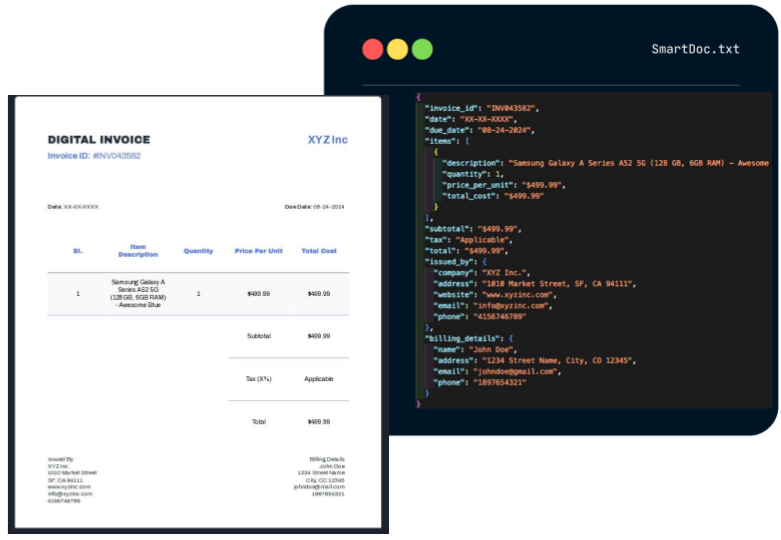 SmartDoc.txt
DIGITAL INVOICE
XYZ Inc
Invoice ID: #INV043582
Date: XX-XX-XXXX
Due Date: 08-24-2024
Sl.
Item
Description
Quantity
Price Per Unit
Total Cost
1
Samsung Galaxy A
Series A52 5G
(128 GB, 6GB RAM)
- Awesome Blue
1
$499.99
$499.99
Subtotal
$499.99
Tax (X%)
Applicable
Total
$499.99
Issued By
XYZ Inc.
1010 Market Street
SF, CA 94111
www.xyzinc.com
info@xyzinc.com
4156746789
Billing Details
John Doe
1234 Street Name
City, CO 12345
johndoe@mail.com
1897654321
{
"invoice_id": "INV043582",
"date": "XX-XX-XXXX",
"due_date": "08-24-2024",
"items": [
{
"description": "Samsung Galaxy A Series A52 5G (128 GB, 6GB RAM) – Awesome
"quantity": 1,
"price_per_unit": "$499.99",
"total_cost": "$499.99"
}
],
"subtotal": "$499.99",
"tax": "Applicable",
"total": "$499.99",
"issued_by": {
"company": "XYZ Inc.",
"address": "1010 Market Street, SF, CA 94111",
"website": "www.xyzinc.com",
"email": "info@xyzinc.com",
"phone": "4156746789"
},
"billing_details": {
"name": "John Doe",
"address": "1234 Street Name, City, CO 12345",
"email": "johndoe@gmail.com",
"phone": "1897654321"
}
}